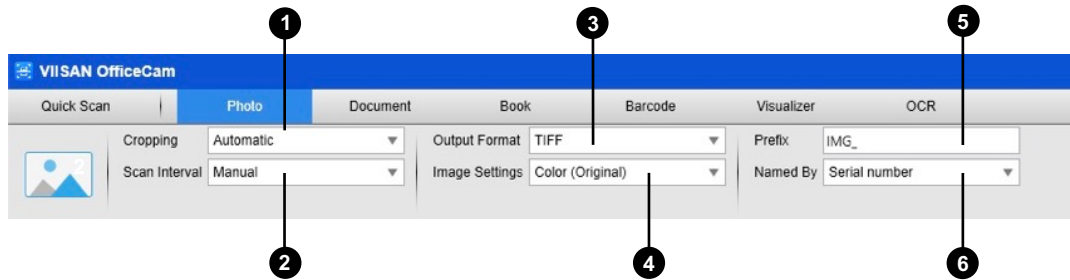 1 3 5
VIISAN OfficeCam
Quick Scan Photo Document Book Barcode Visualizer OCR
Cropping Automatic Output Format TIFF Prefix IMG_
Scan Interval Manual Image Settings Color (Original) Named By Serial number
2 4 6